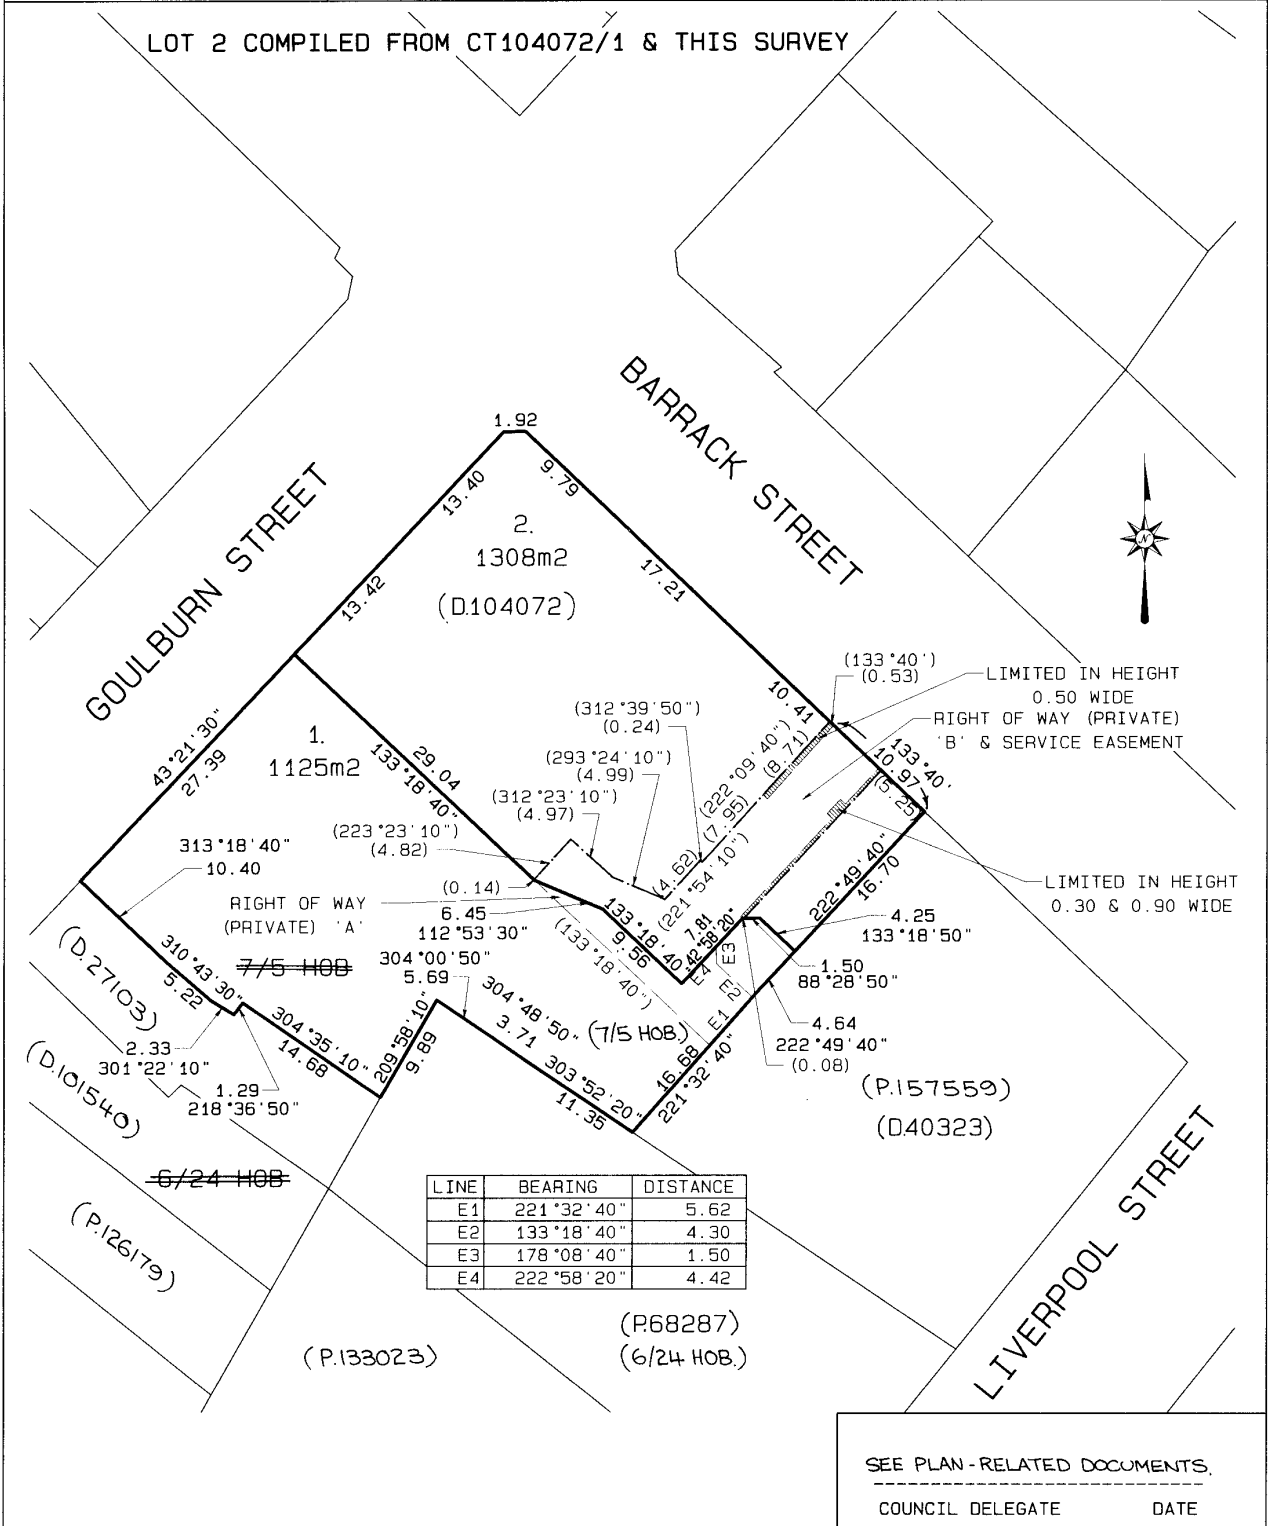 LOT 2 COMPILED FROM CT104072/1 & THIS SURVEY
BARRACK STREET
GOULBURN STREET
1.92
9.79
13.40
2.
1308m2
(D.104072)
17.21
13.42
(133°40')
(0.53)
LIMITED IN HEIGHT
0.50 WIDE
RIGHT OF WAY (PRIVATE)
'B' & SERVICE EASEMENT
10.41
(312°39'50")
(0.24)
(222°09'40")
(8.71)
133°40'
10.97
(5.25)
43°21'30"
27.39
1.
1125m2
29.04
133°18'40"
(293°24'10")
(4.99)
(312°23'10")
(4.97)
(7.95)
(223°23'10")
(4.82)
(4.62)
(221°54'10")
313°18'40"
10.40
(0.14)
RIGHT OF WAY
(PRIVATE) 'A'
6.45
112°53'30"
133°18'40"
9.56
(133°18'40")
7.81
42°58'20"
222°49'40"
16.70
LIMITED IN HEIGHT
0.30 & 0.90 WIDE
4.25
133°18'50"
1.50
88°28'50"
(D.27103)
310°43'30"
5.22
7/5 HOB
304°00'50"
5.69
304°48'50"
3.71
(7/5 HOB.)
E4
E3
E2
E1
4.64
222°49'40"
(0.08)
2.33
301°22'10"
304°35'10"
14.68
209°58'10"
9.89
303°52'20"
11.35
16.68
221°32'40"
1.29
218°36'50"
(D.101540)
(P.157559)
(D.40323)
6/24 HOB
(P.126179)
LINE BEARING DISTANCE
E1 221°32'40" 5.62
E2 133°18'40" 4.30
E3 178°08'40" 1.50
E4 222°58'20" 4.42
(P.68287)
(6/24 HOB.)
(P.133023)
LIVERPOOL STREET
N
SEE PLAN-RELATED DOCUMENTS.
COUNCIL DELEGATE DATE